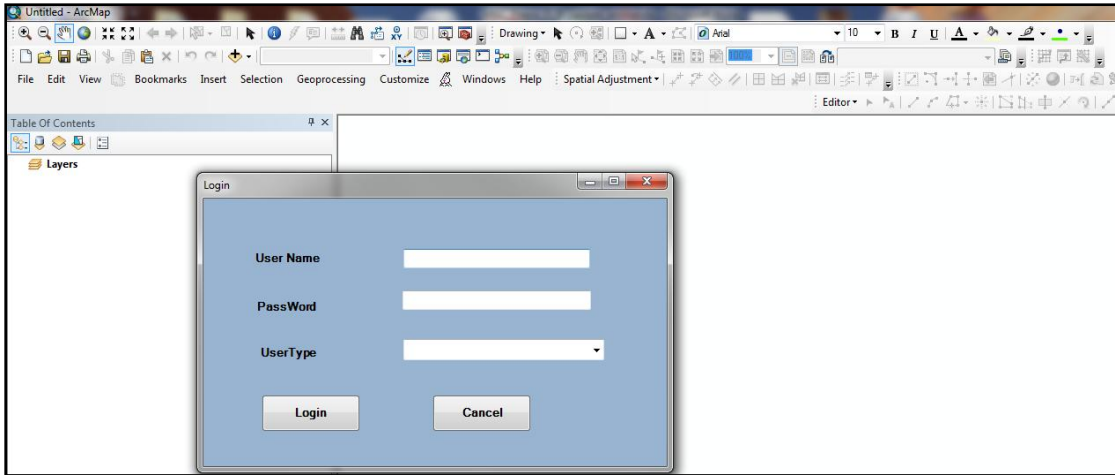 Untitled - ArcMap
Drawing A Arial 10 B I U A
100%
File Edit View Bookmarks Insert Selection Geoprocessing Customize Windows Help Spatial Adjustment
Editor
Table Of Contents
Layers
Login
User Name
PassWord
UserType
Login Cancel